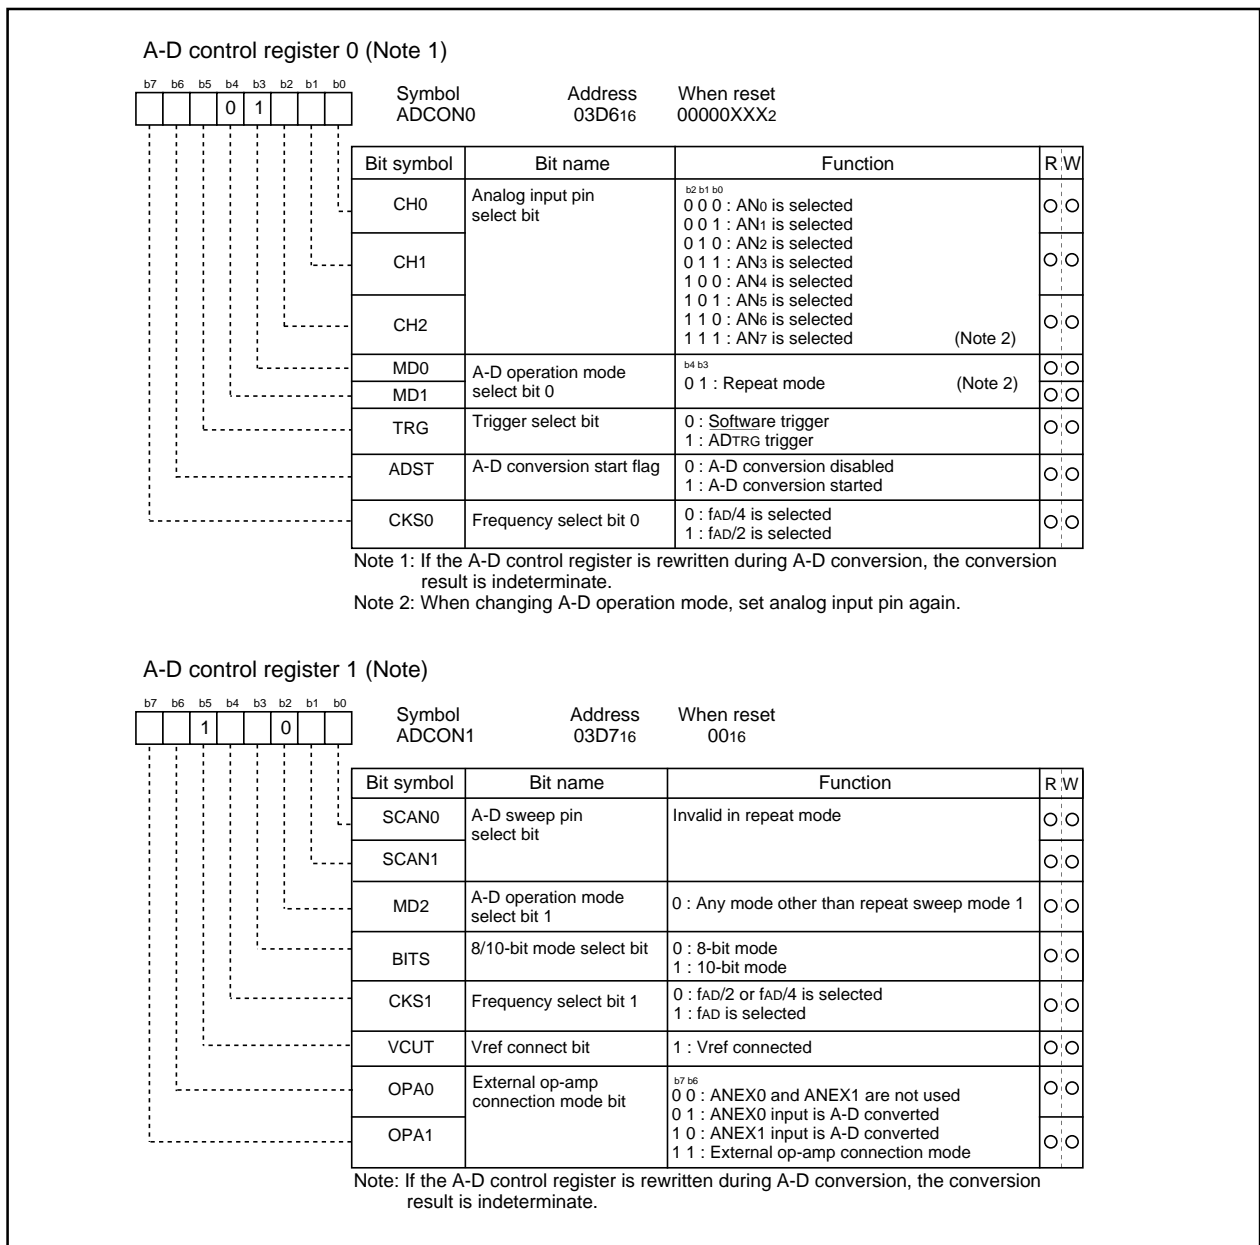 A-D control register 0 (Note 1)
b7 b6 b5 b4 b3 b2 b1 b0
0 1
Symbol Address When reset
ADCON0 03D616 00000XXX2
Bit symbol Bit name Function R W
CH0 Analog input pin
select bit
b2 b1 b0
0 0 0 : AN0 is selected
0 0 1 : AN1 is selected
0 1 0 : AN2 is selected
CH1 0 1 1 : AN3 is selected
1 0 0 : AN4 is selected
1 0 1 : AN5 is selected
CH2 1 1 0 : AN6 is selected
1 1 1 : AN7 is selected (Note 2)
MD0 A-D operation mode
MD1 select bit 0
b4 b3
0 1 : Repeat mode (Note 2)
TRG Trigger select bit 0 : Software trigger
1 : ADTRG trigger
ADST A-D conversion start flag 0 : A-D conversion disabled
1 : A-D conversion started
CKS0 Frequency select bit 0 0 : fAD/4 is selected
1 : fAD/2 is selected
Note 1: If the A-D control register is rewritten during A-D conversion, the conversion
result is indeterminate.
Note 2: When changing A-D operation mode, set analog input pin again.
A-D control register 1 (Note)
b7 b6 b5 b4 b3 b2 b1 b0
1 0
Symbol Address When reset
ADCON1 03D716 0016
Bit symbol Bit name Function R W
SCAN0 A-D sweep pin Invalid in repeat mode
select bit
SCAN1
MD2 A-D operation mode
select bit 1
0 : Any mode other than repeat sweep mode 1
BITS 8/10-bit mode select bit 0 : 8-bit mode
1 : 10-bit mode
CKS1 Frequency select bit 1 0 : fAD/2 or fAD/4 is selected
1 : fAD is selected
VCUT Vref connect bit 1 : Vref connected
OPA0 External op-amp
connection mode bit
b7 b6
0 0 : ANEX0 and ANEX1 are not used
0 1 : ANEX0 input is A-D converted
OPA1 1 0 : ANEX1 input is A-D converted
1 1 : External op-amp connection mode
Note: If the A-D control register is rewritten during A-D conversion, the conversion
result is indeterminate.